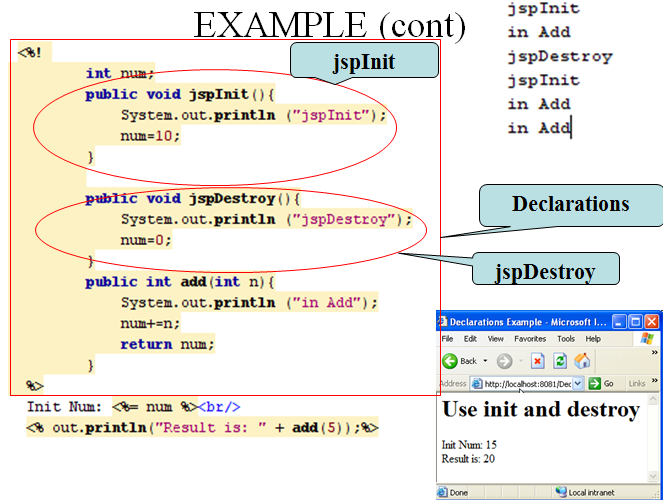 EXAMPLE (cont)
jspInit
in Add
jspDestroy
jspInit
in Add
in Add
<%!
int num;
public void jspInit(){
System.out.println ("jspInit");
num=10;
}
public void jspDestroy(){
System.out.println ("jspDestroy");
num=0;
}
public int add(int n){
System.out.println ("in Add");
num+=n;
return num;
}
%>
Init Num: <%= num %><br/>
<% out.println("Result is: " + add(5));%>
jspInit
Declarations
jspDestroy
Declarations Example - Microsoft I...
File Edit View Favorites Tools Help
Back
Address http://localhost:8081/Dec Go Links »
Use init and destroy
Init Num: 15
Result is: 20
Done Local intranet